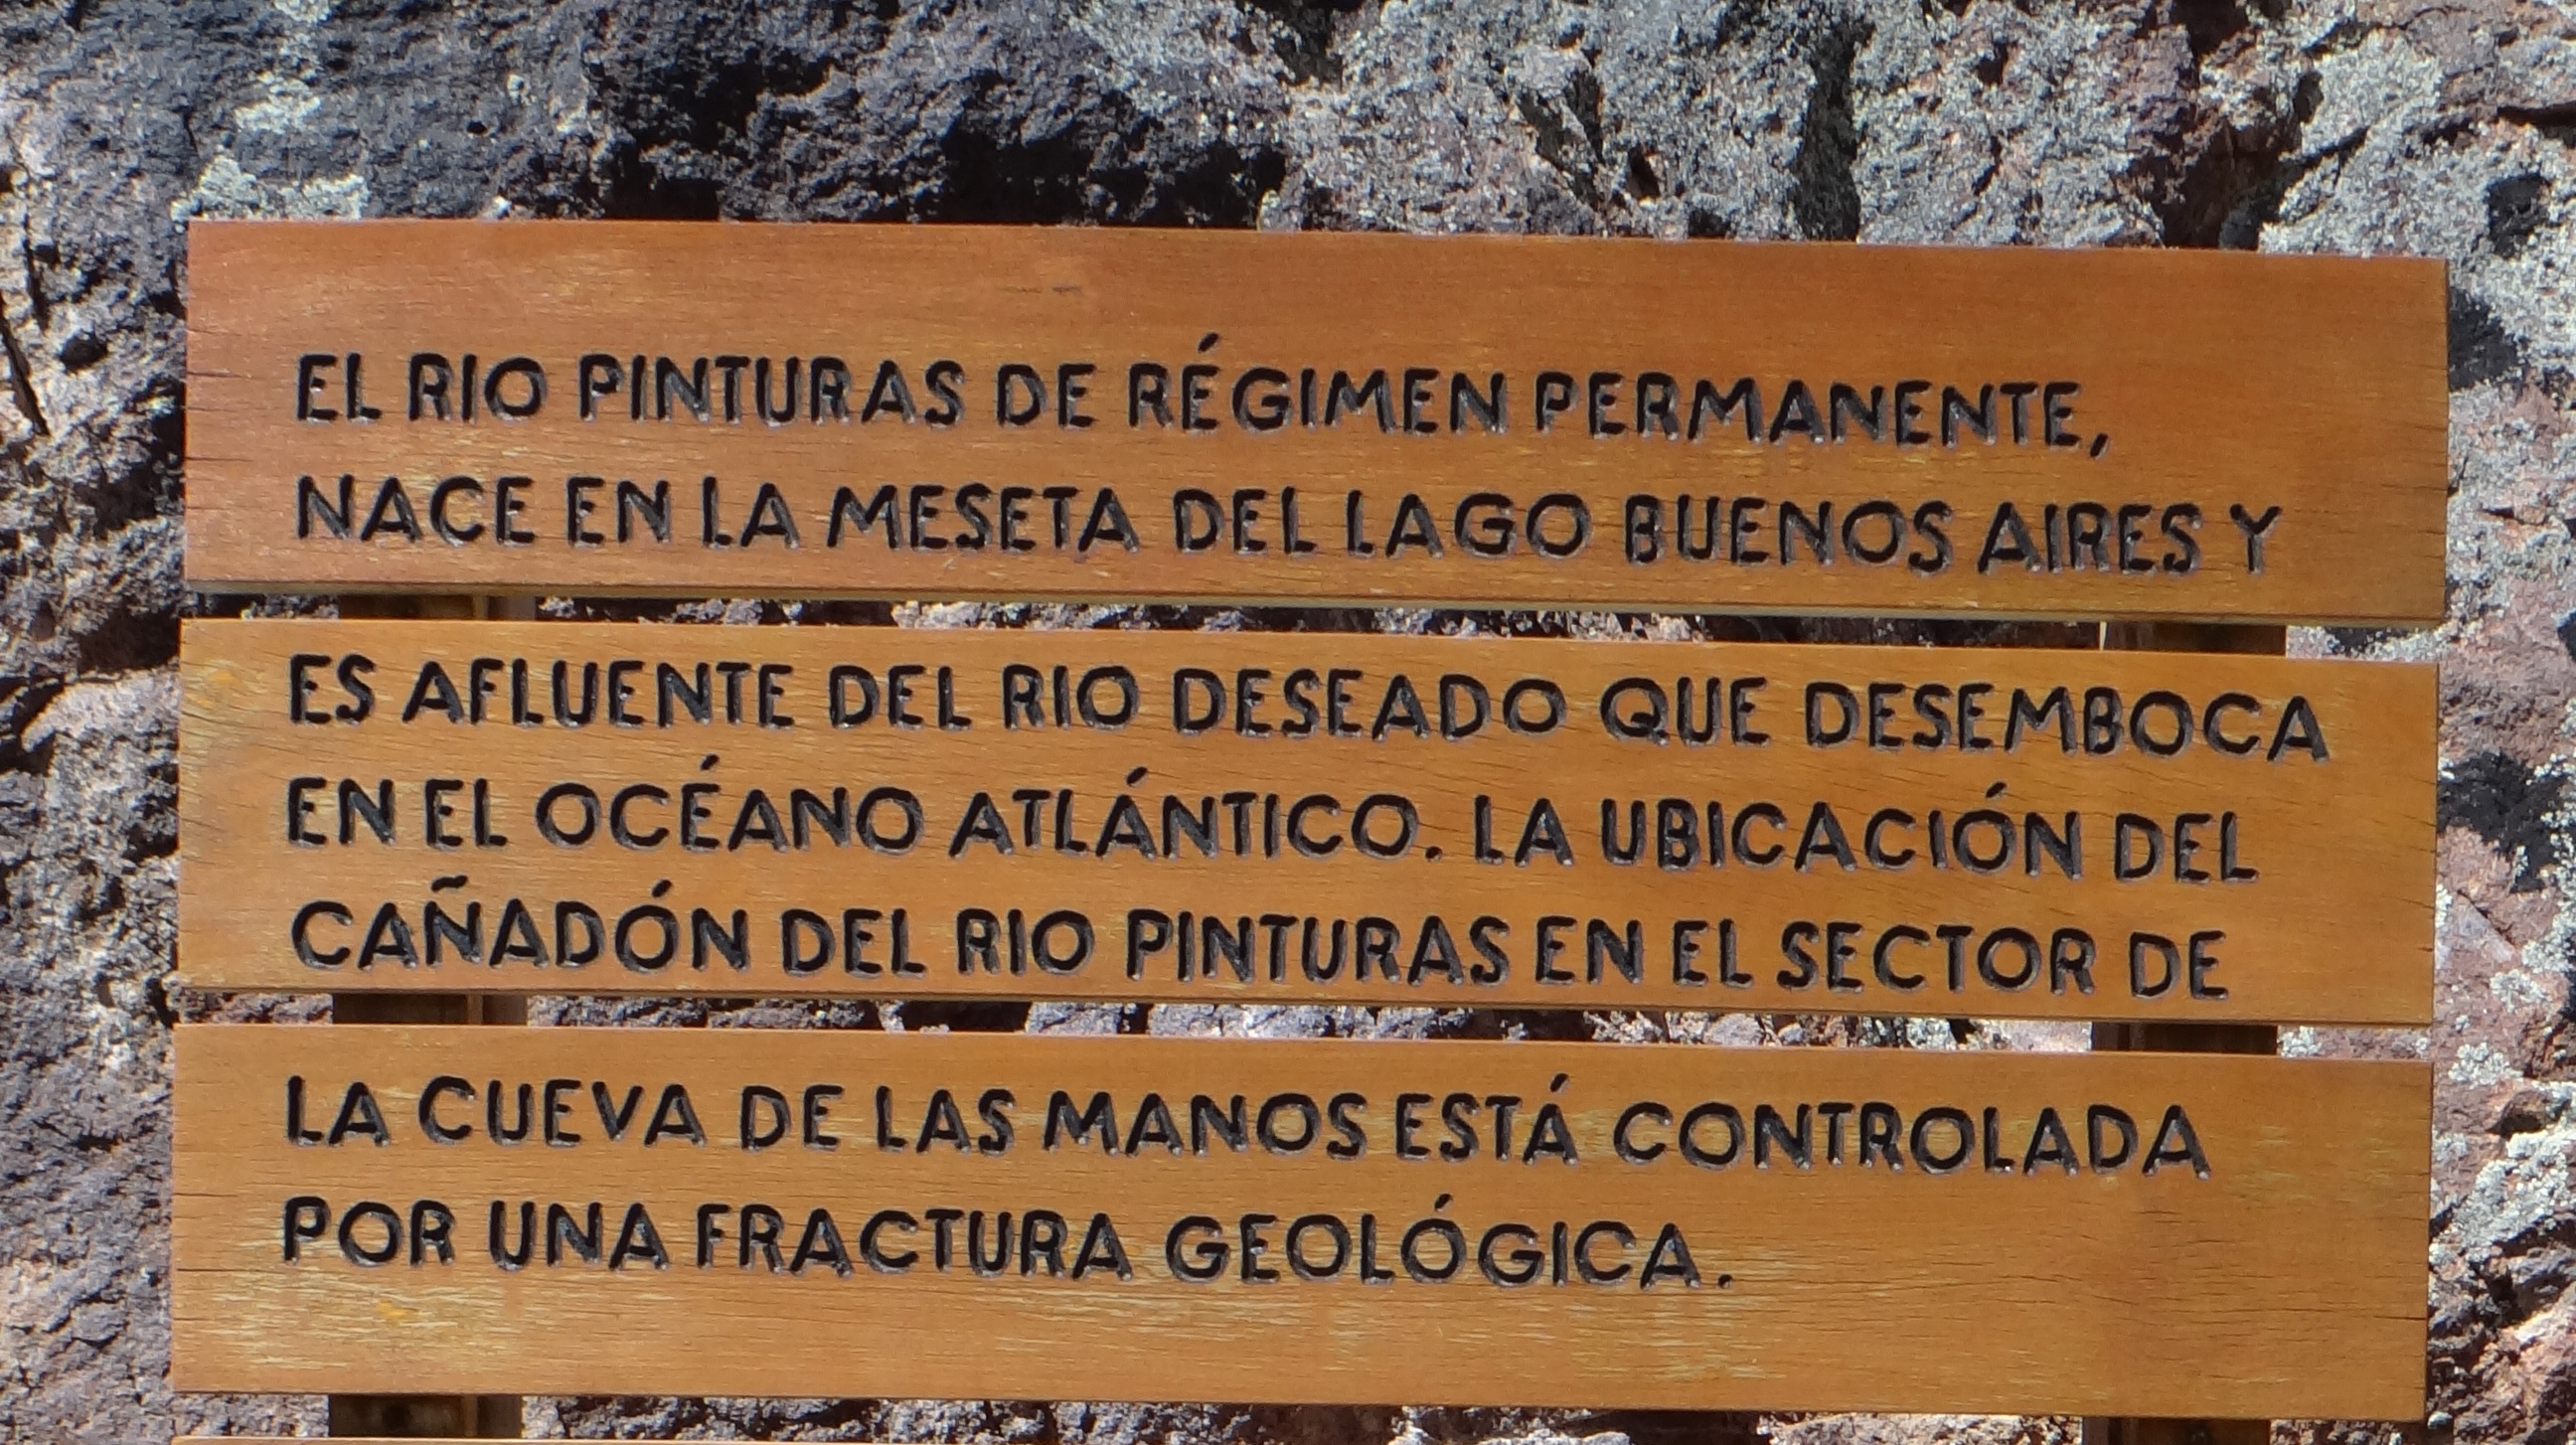 EL RIO PINTURAS DE RÉGIMEN PERMANENTE,
NACE EN LA MESETA DEL LAGO BUENOS AIRES Y
ES AFLUENTE DEL RIO DESEADO QUE DESEMBOCA
EN EL OCÉANO ATLÁNTICO. LA UBICACIÓN DEL
CAÑADÓN DEL RIO PINTURAS EN EL SECTOR DE
LA CUEVA DE LAS MANOS ESTÁ CONTROLADA
POR UNA FRACTURA GEOLÓGICA.